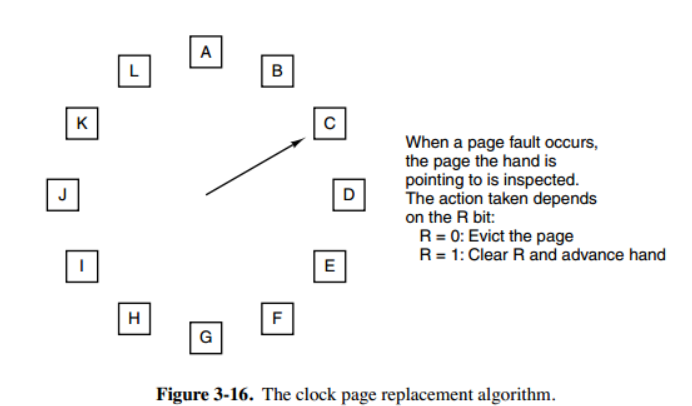 A
L
B
K
C
When a page fault occurs,
the page the hand is
pointing to is inspected.
The action taken depends
on the R bit:
R = 0: Evict the page
R = 1: Clear R and advance hand
J
D
I
E
H
F
G
Figure 3-16. The clock page replacement algorithm.